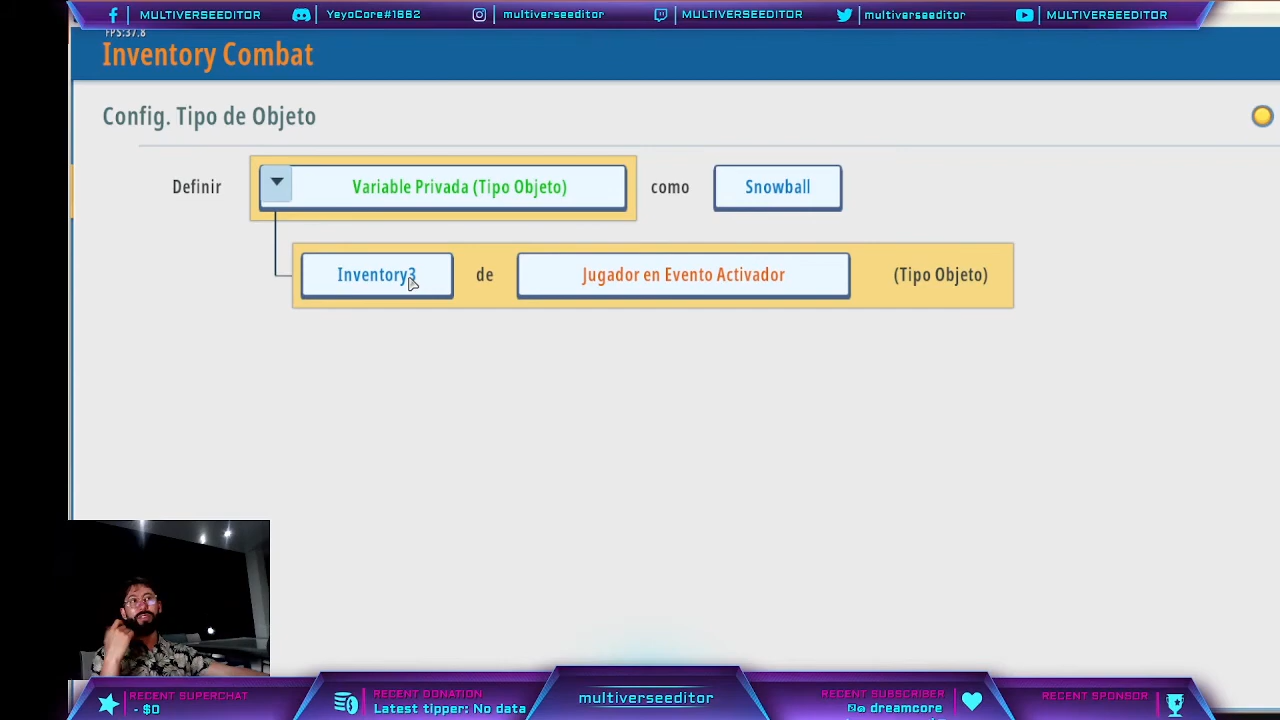 MULTIVERSEEDITOR
YeyoCore#1662
multiverseeditor
MULTIVERSEEDITOR
multiverseeditor
MULTIVERSEEDITOR
FPS:37.8
Inventory Combat
Config. Tipo de Objeto
Definir Variable Privada (Tipo Objeto) como Snowball
Inventory3 de Jugador en Evento Activador (Tipo Objeto)
RECENT SUPERCHAT
- $0
RECENT DONATION
Latest tipper: No data
multiverseeditor
RECENT SUBSCRIBER
dreamcore
RECENT SPONSOR